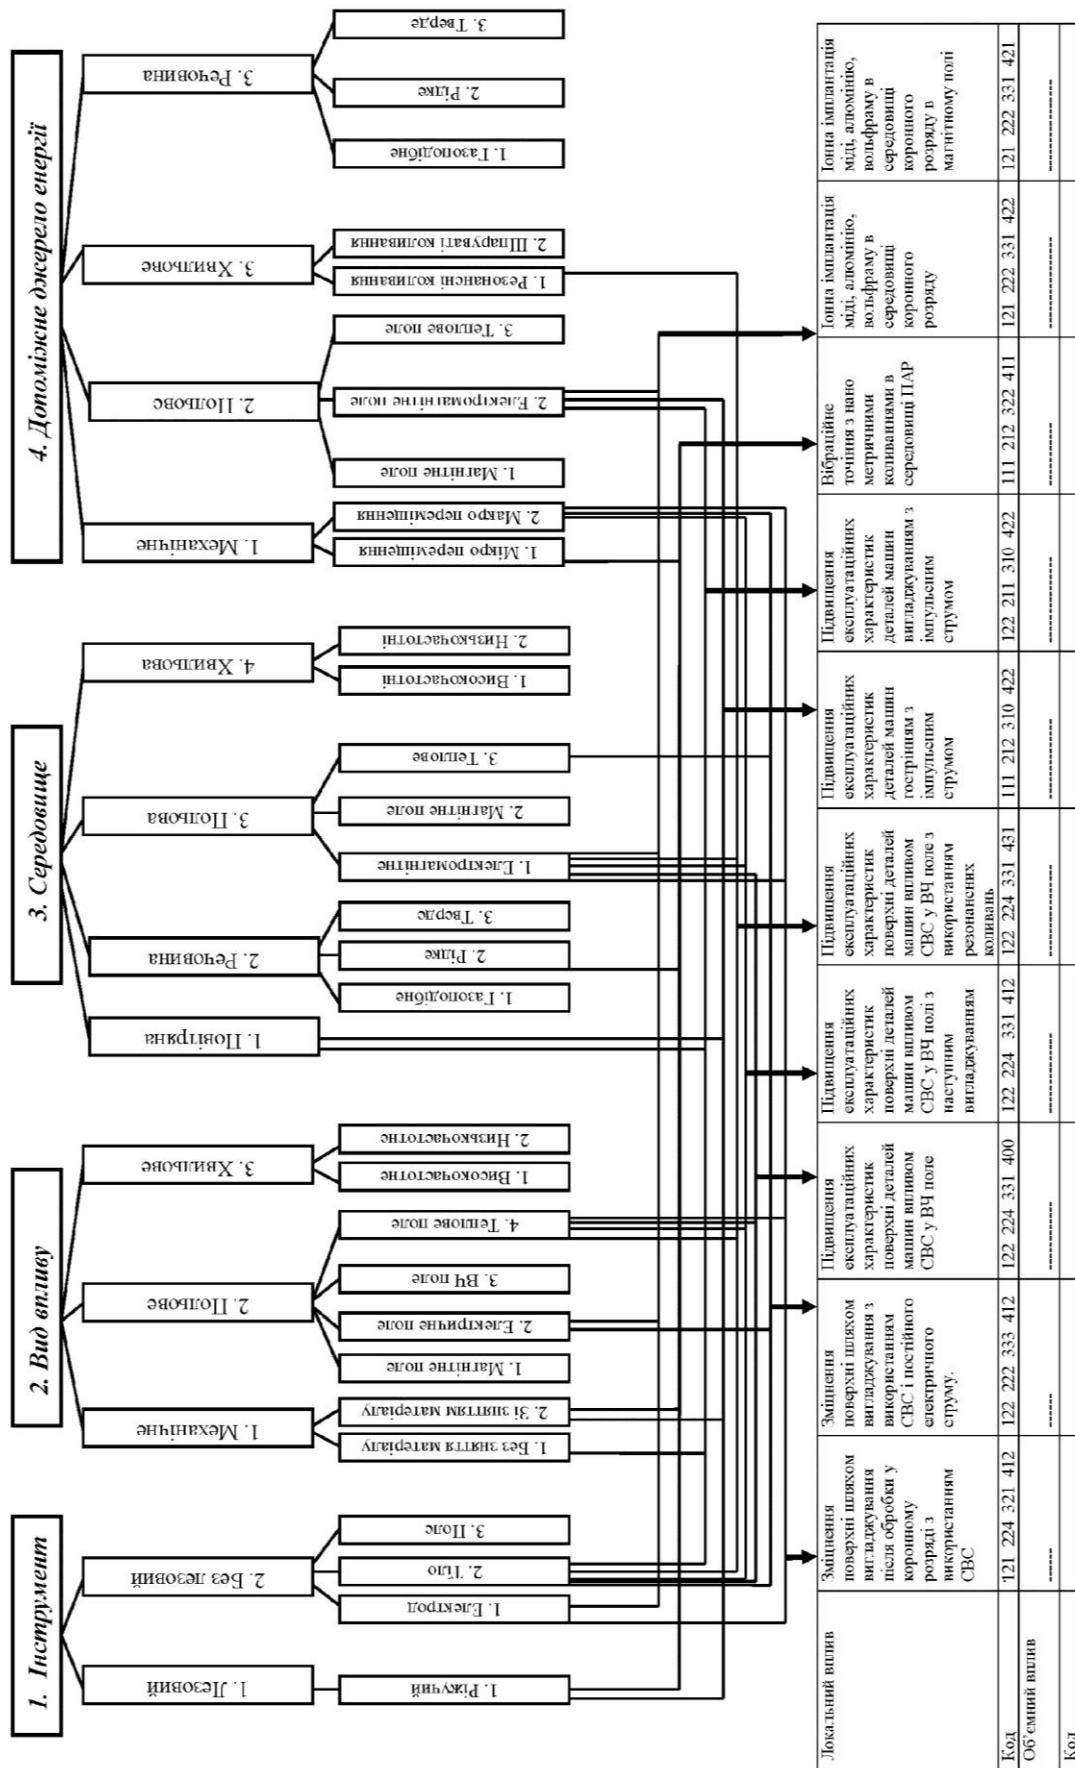 1. Інструмент
2. Вид впливу
3. Середовище
4. Допоміжне джерело енергії
1. Лезовий
2. Без лезовий
1. Механічне
2. Польове
3. Хвильове
1. Повітряна
2. Речовина
3. Польова
4. Хвильова
1. Механічне
2. Польове
3. Хвильове
3. Речовина
1. Ріжучий
1. Електрод
2. Тіло
3. Поле
1. Без зняття матеріалу
2. Зі зняттям матеріалу
1. Магнітне поле
2. Електричне поле
3. ВЧ поле
4. Теплове поле
1. Високочастотне
2. Низькочастотне
1. Газоподібне
2. Рідке
3. Тверде
1. Електромагнітне
2. Магнітне поле
3. Теплове
1. Високочастотні
2. Низькочастотні
1. Мікро переміщення
2. Макро переміщення
1. Магнітне поле
2. Електромагнітне поле
3. Теплове поле
1. Резонансні коливання
2. Шпаруваті коливання
1. Газоподібне
2. Рідке
3. Тверде
Локальний вплив
Зміцнення
поверхні шляхом
вигладжування
після обробки у
коронному
розряді з
використанням
СВС
Зміцнення
поверхні шляхом
вигладжування з
використанням
СВС і постійного
електричного
струму.
Підвищення
експлуатаційних
характеристик
поверхні деталей
машин впливом
СВС у ВЧ поле
Підвищення
експлуатаційних
характеристик
поверхні деталей
машин впливом
СВС у ВЧ полі з
наступним
вигладжуванням
Підвищення
експлуатаційних
характеристик
поверхні деталей
машин впливом
СВС у ВЧ поле з
використанням
резонансних
коливань
Підвищення
експлуатаційних
характеристик
деталей машин
гострінням з
імпульсним
струмом
Підвищення
експлуатаційних
характеристик
деталей машин
вигладжуванням з
імпульсним
струмом
Вібраційне
точіння з нано
метричними
коливаннями в
середовищі ПАР
Іонна імплантація
міді, алюмінію,
вольфраму в
середовищі
коронного
розряду
Іонна імплантація
міді, алюмінію,
вольфраму в
середовищі
коронного
розряду в
магнітному полі
Код
121 224 321 412
122 222 333 412
122 224 331 400
122 224 331 412
122 224 331 431
111 212 310 422
122 211 310 422
111 212 322 411
121 222 331 422
121 222 331 421
Об'ємний вплив
------
------
-------------
-------------
-------------
-------------
-------------
-------------
-------------
-------------
Код